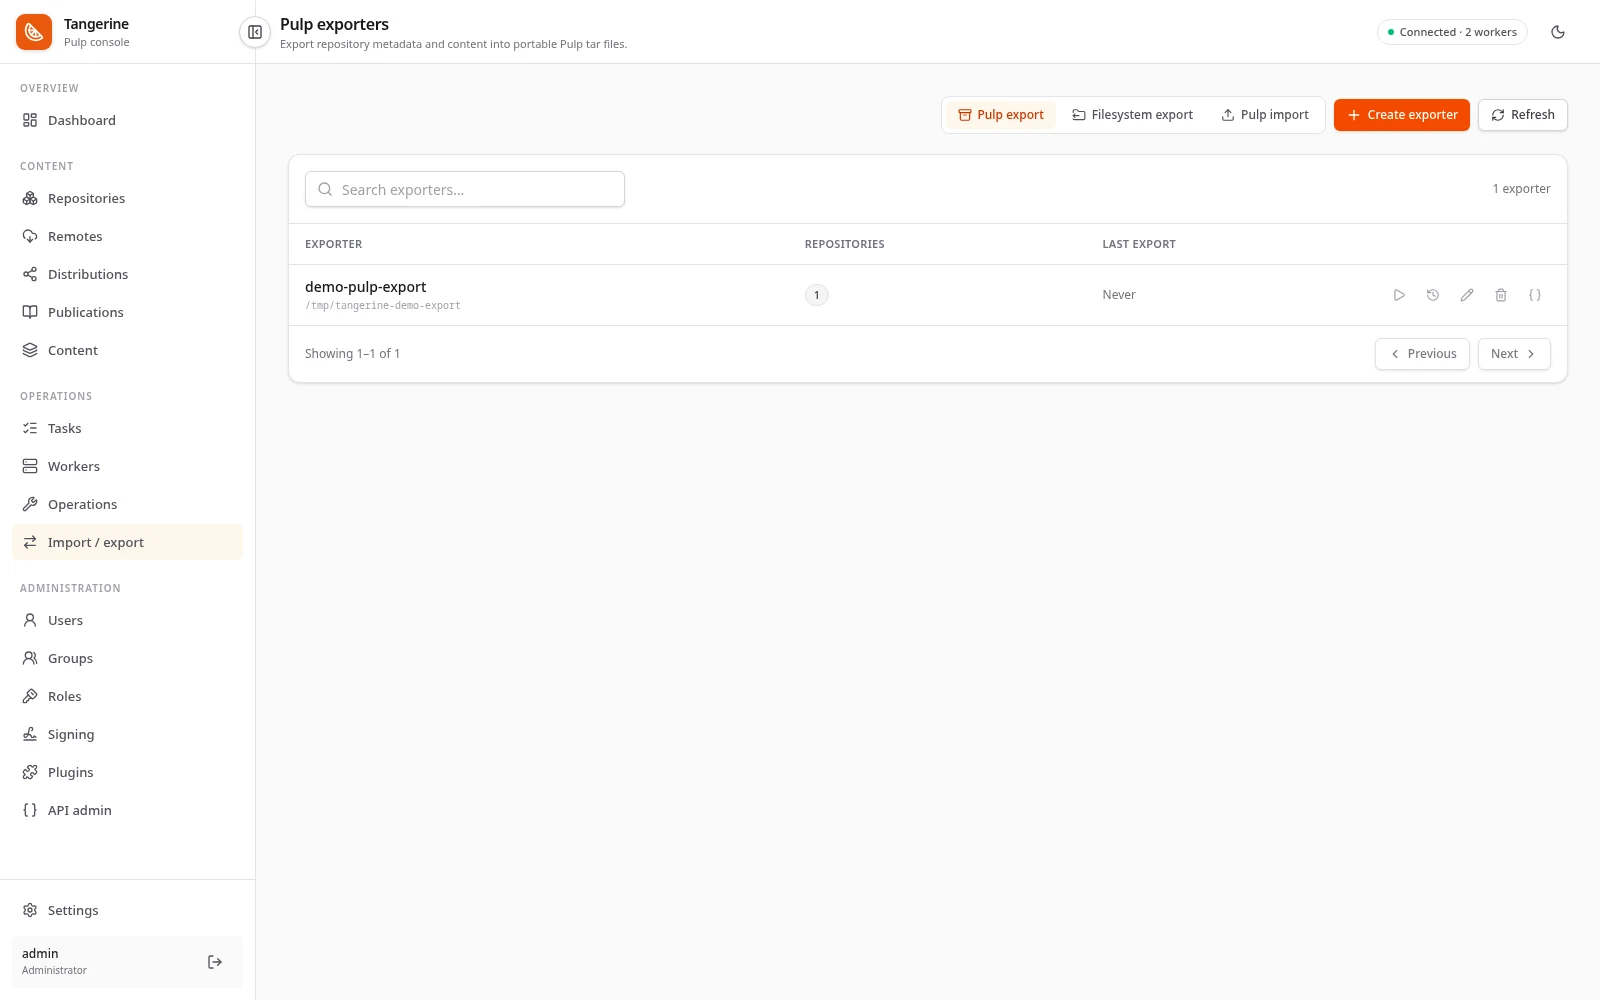 Tangerine
Pulp console
OVERVIEW
Dashboard
CONTENT
Repositories
Remotes
Distributions
Publications
Content
OPERATIONS
Tasks
Workers
Operations
Import / export
ADMINISTRATION
Users
Groups
Roles
Signing
Plugins
API admin
Settings
admin
Administrator
Pulp exporters
Export repository metadata and content into portable Pulp tar files.
Connected · 2 workers
Pulp export
Filesystem export
Pulp import
Create exporter
Refresh
Search exporters...
1 exporter
EXPORTER REPOSITORIES LAST EXPORT
demo-pulp-export
/tmp/tangerine-demo-export
1
Never
Showing 1–1 of 1
Previous
Next